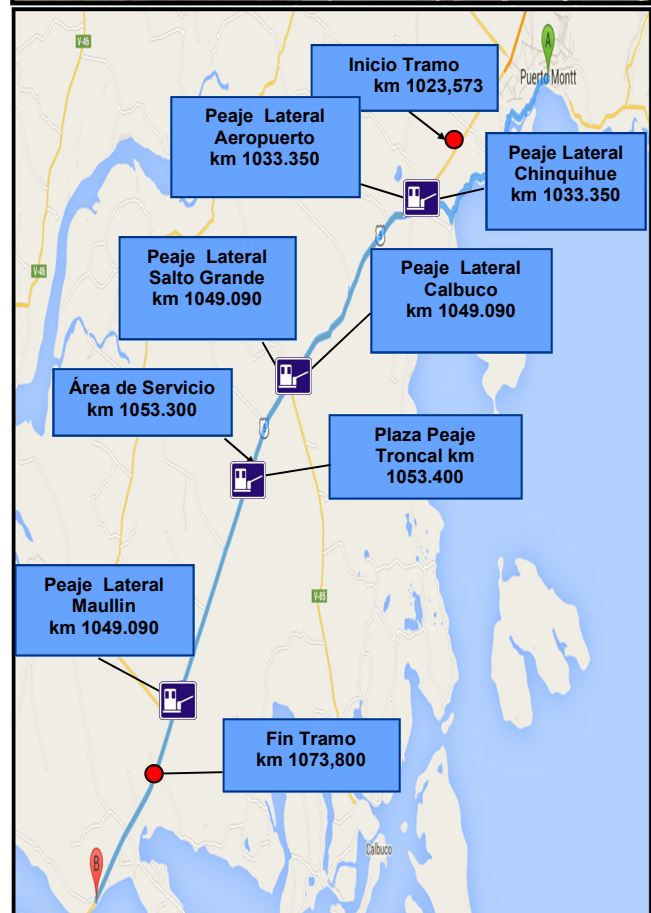 V-46
A
Puerto Montt
Inicio Tramo
km 1023,573
Peaje Lateral
Aeropuerto
km 1033.350
Peaje Lateral
Chinquihue
km 1033.350
5
V-46
Peaje Lateral
Salto Grande
km 1049.090
Peaje Lateral
Calbuco
km 1049.090
Área de Servicio
km 1053.300
5
Plaza Peaje
Troncal km
1053.400
Peaje Lateral
Maullin
km 1049.090
V-85
Fin Tramo
km 1073,800
Calbuco
B